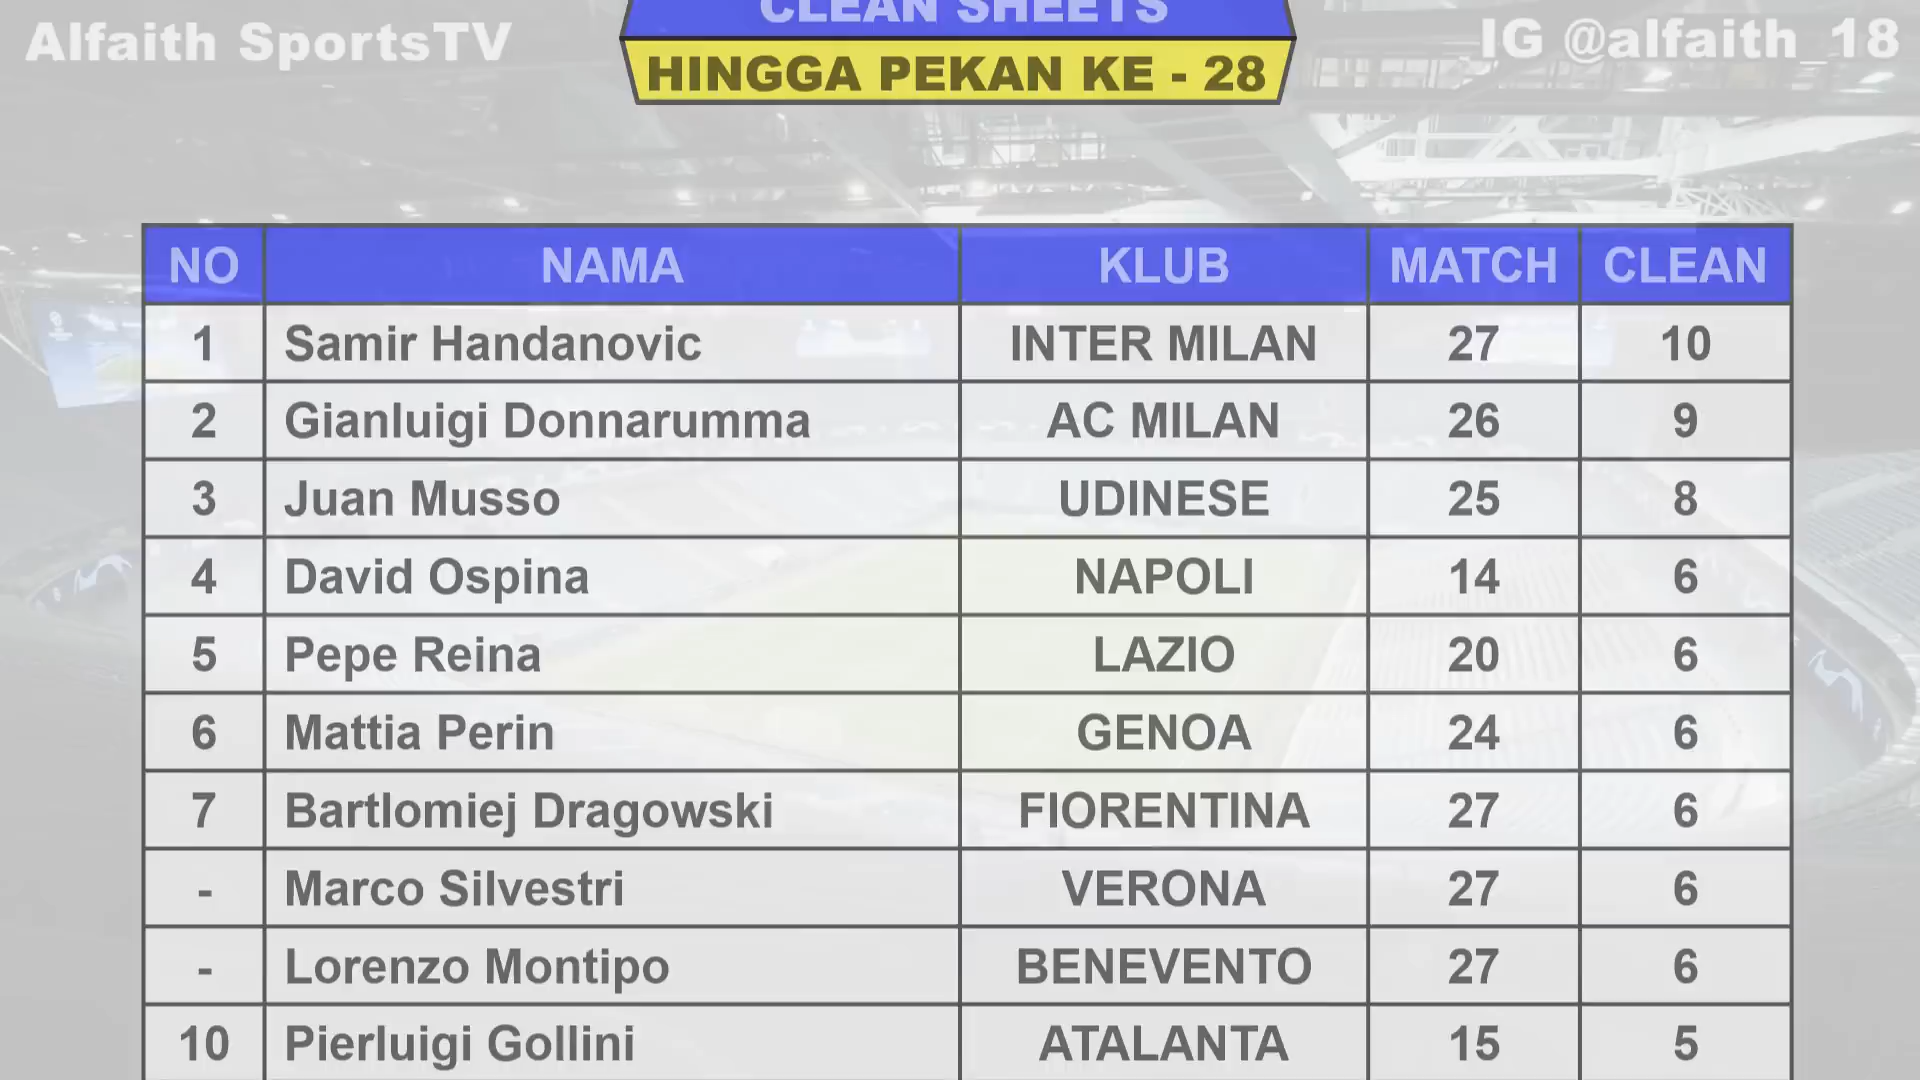 Alfaith SportsTV
CLEAN SHEETS
IG @alfaith_18
HINGGA PEKAN KE - 28
NO NAMA KLUB MATCH CLEAN
1 Samir Handanovic INTER MILAN 27 10
2 Gianluigi Donnarumma AC MILAN 26 9
3 Juan Musso UDINESE 25 8
4 David Ospina NAPOLI 14 6
5 Pepe Reina LAZIO 20 6
6 Mattia Perin GENOA 24 6
7 Bartlomiej Dragowski FIORENTINA 27 6
- Marco Silvestri VERONA 27 6
- Lorenzo Montipo BENEVENTO 27 6
10 Pierluigi Gollini ATALANTA 15 5